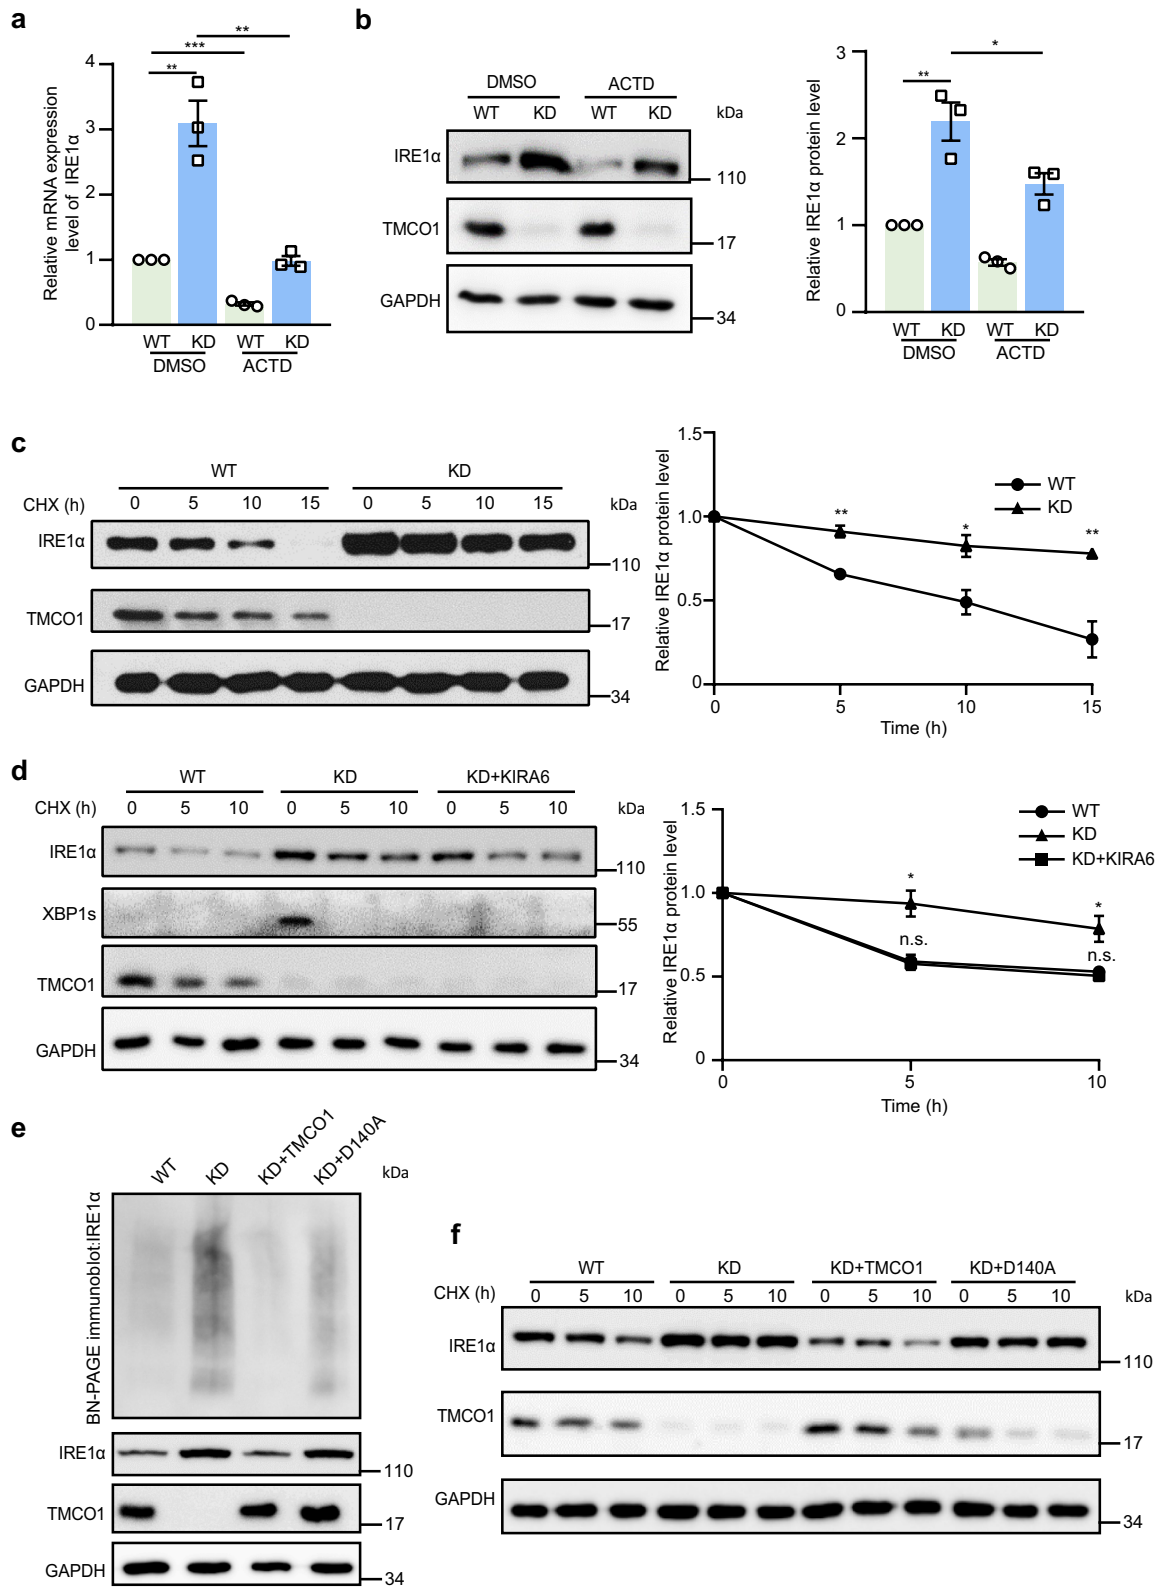 a
**
***
**
Relative mRNA expression
level of IRE1α
4
3
2
1
0
WT KD WT KD
DMSO ACTD
b
DMSO ACTD
WT KD WT KD kDa
IRE1α
110
TMCO1
17
GAPDH
34
*
**
Relative IRE1α protein level
3
2
1
0
WT KD WT KD
DMSO ACTD
c
WT KD
CHX (h) 0 5 10 15 0 5 10 15 kDa
IRE1α
110
TMCO1
17
GAPDH
34
Relative IRE1α protein level
1.5
1.0
0.5
0
WT
KD
** * **
0 5 10 15
Time (h)
d
WT KD KD+KIRA6
CHX (h) 0 5 10 0 5 10 0 5 10 kDa
IRE1α
110
XBP1s
55
TMCO1
17
GAPDH
34
Relative IRE1α protein level
1.5
1.0
0.5
0
WT
KD
KD+KIRA6
* *
n.s. n.s.
0 5 10
Time (h)
e
WT KD KD+TMCO1 KD+D140A kDa
BN-PAGE immunoblot:IRE1α
IRE1α
110
TMCO1
17
GAPDH
34
f
WT KD KD+TMCO1 KD+D140A
CHX (h) 0 5 10 0 5 10 0 5 10 0 5 10 kDa
IRE1α
110
TMCO1
17
GAPDH
34